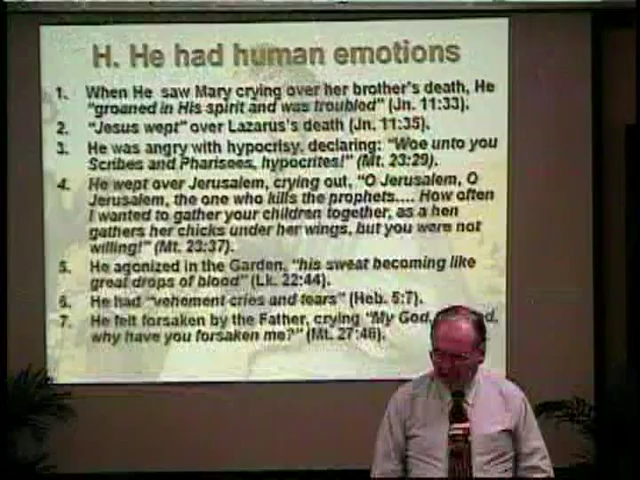 H. He had human emotions
1. When He saw Mary crying over her brother's death, He
"groaned in His spirit and was troubled" (Jn. 11:33).
2. "Jesus wept" over Lazarus's death (Jn. 11:35).
3. He was angry with hypocrisy, declaring: "Woe unto you
Scribes and Pharisees, hypocrites!" (Mt. 23:29).
4. He wept over Jerusalem, crying out, "O Jerusalem, O
Jerusalem, the one who kills the prophets.... How often
I wanted to gather your children together, as a hen
gathers her chicks under her wings, but you were not
willing!" (Mt. 23:37).
5. He agonized in the Garden, "his sweat becoming like
great drops of blood" (Lk. 22:44).
6. He had "vehement cries and tears" (Heb. 5:7).
7. He felt forsaken by the Father, crying "My God,
why have you forsaken me?" (Mt. 27:46).